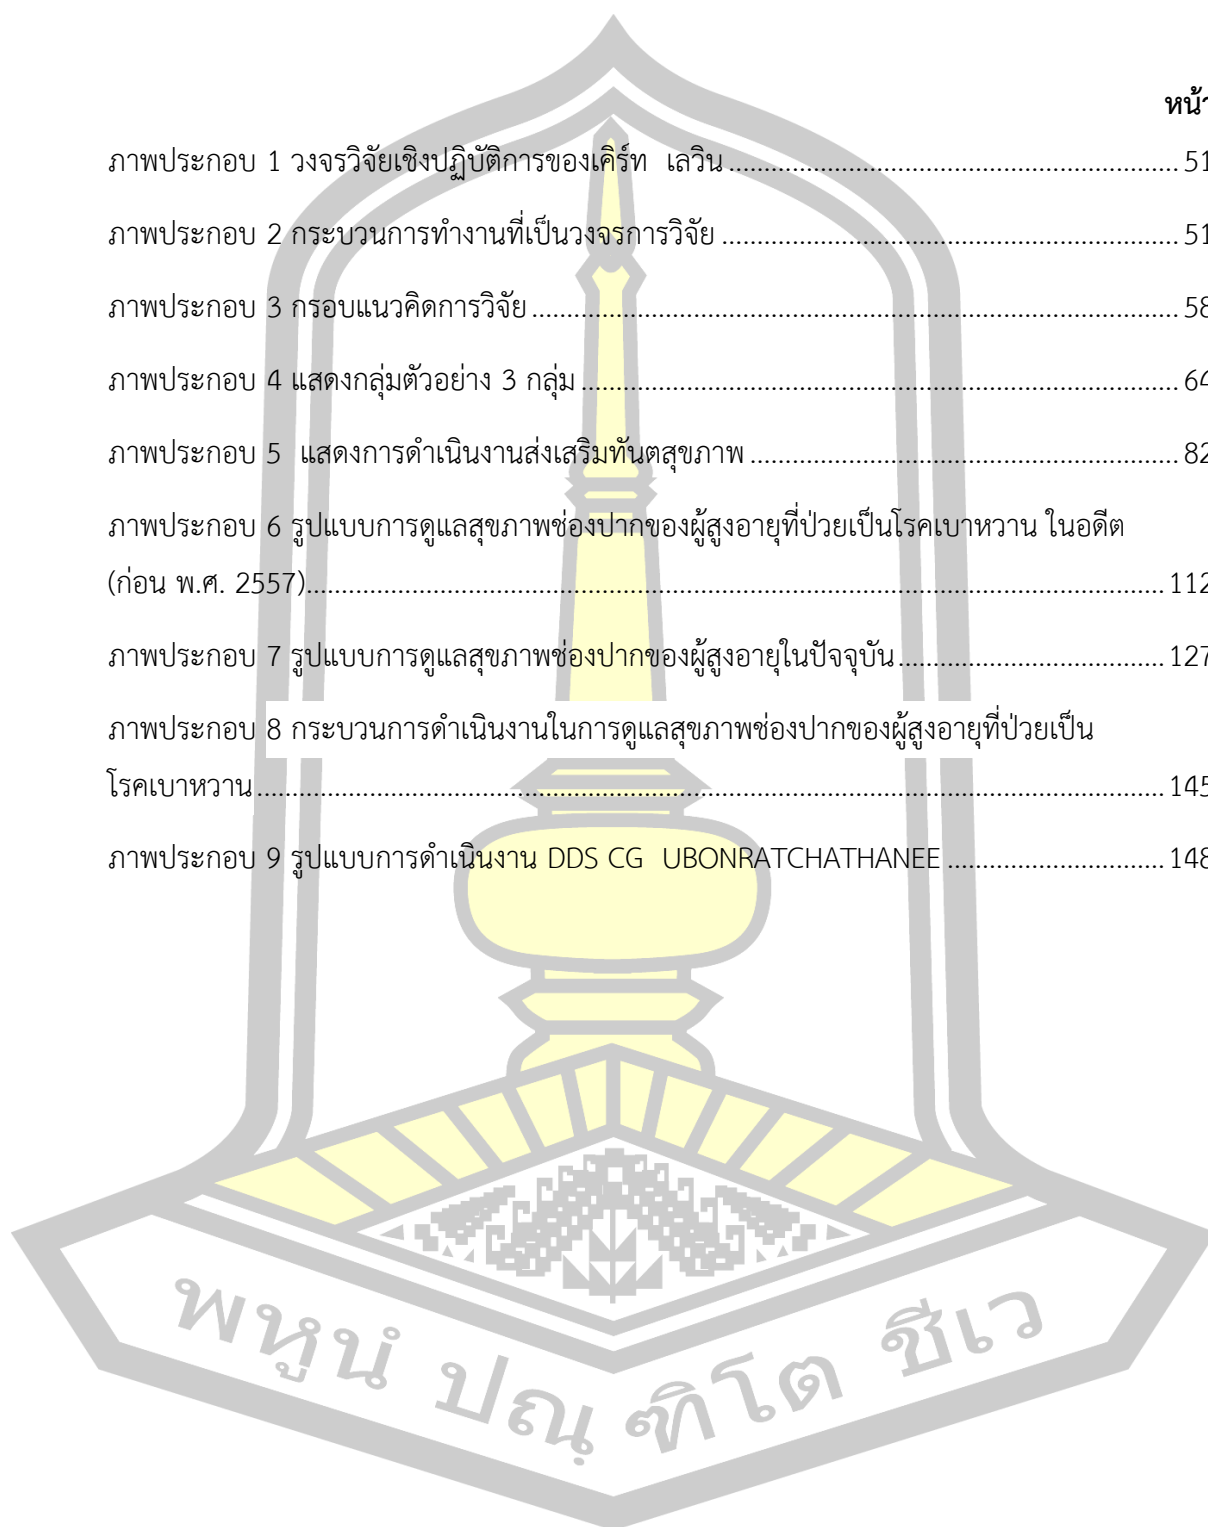 หน้า
ภาพประกอบ 1 วงจรวิจัยเชิงปฏิบัติการของเคิร์ท  เลวิน .................................................. 51
ภาพประกอบ 2 กระบวนการทำงานที่เป็นวงจรการวิจัย .................................................. 51
ภาพประกอบ 3 กรอบแนวคิดการวิจัย .................................................. 58
ภาพประกอบ 4 แสดงกลุ่มตัวอย่าง 3 กลุ่ม .................................................. 64
ภาพประกอบ 5  แสดงการดำเนินงานส่งเสริมทันตสุขภาพ .................................................. 82
ภาพประกอบ 6 รูปแบบการดูแลสุขภาพช่องปากของผู้สูงอายุที่ป่วยเป็นโรคเบาหวาน ในอดีต
(ก่อน พ.ศ. 2557) .................................................. 112
ภาพประกอบ 7 รูปแบบการดูแลสุขภาพช่องปากของผู้สูงอายุในปัจจุบัน .............................. 127
ภาพประกอบ 8 กระบวนการดำเนินงานในการดูแลสุขภาพช่องปากของผู้สูงอายุที่ป่วยเป็น
โรคเบาหวาน .................................................. 145
ภาพประกอบ 9 รูปแบบการดำเนินงาน DDS CG  UBONRATCHATHANEE ......................... 148
พหูนํ ปณฺฑิโต ชีเว